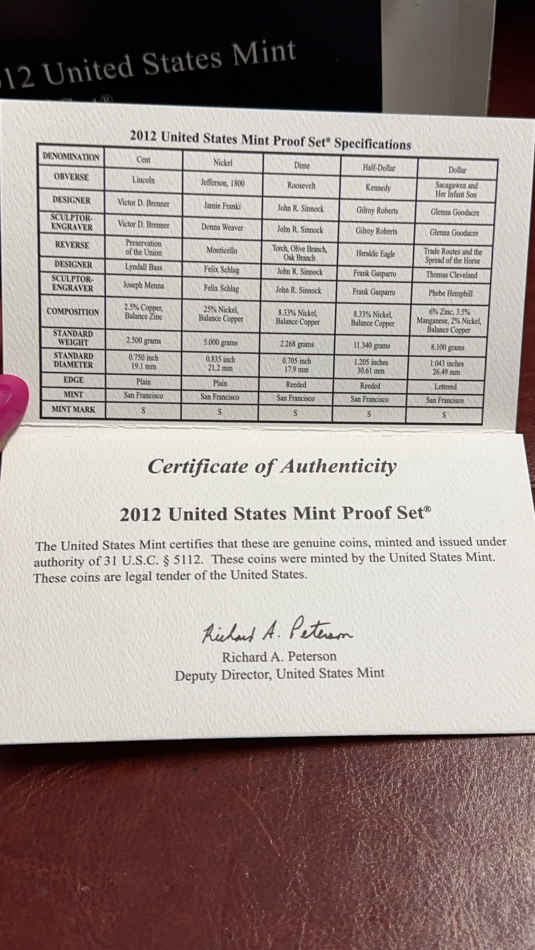 12 United States Mint
2012 United States Mint Proof Set® Specifications
DENOMINATION Cent Nickel Dime Half-Dollar Dollar
OBVERSE Lincoln Jefferson, 1800 Roosevelt Kennedy Sacagawea and Her Infant Son
DESIGNER Victor D. Brenner Jamie Franki John R. Sinnock Gilroy Roberts Glenna Goodacre
SCULPTOR-ENGRAVER Victor D. Brenner Donna Weaver John R. Sinnock Gilroy Roberts Glenna Goodacre
REVERSE Preservation of the Union Monticello Torch, Olive Branch, Oak Branch Heraldic Eagle Trade Routes and the Spread of the Horse
DESIGNER Lyndall Bass Felix Schlag John R. Sinnock Frank Gasparro Thomas Cleveland
SCULPTOR-ENGRAVER Joseph Menna Felix Schlag John R. Sinnock Frank Gasparro Phebe Hemphill
COMPOSITION 2.5% Copper, Balance Zinc 25% Nickel, Balance Copper 8.33% Nickel, Balance Copper 8.33% Nickel, Balance Copper 6% Zinc, 3.5% Manganese, 2% Nickel, Balance Copper
STANDARD WEIGHT 2.500 grams 5.000 grams 2.268 grams 11.340 grams 8.100 grams
STANDARD DIAMETER 0.750 inch 19.1 mm 0.835 inch 21.2 mm 0.705 inch 17.9 mm 1.205 inches 30.61 mm 1.043 inches 26.49 mm
EDGE Plain Plain Reeded Reeded Lettered
MINT San Francisco San Francisco San Francisco San Francisco San Francisco
MINT MARK S S S S S
Certificate of Authenticity
2012 United States Mint Proof Set®
The United States Mint certifies that these are genuine coins, minted and issued under
authority of 31 U.S.C. § 5112. These coins were minted by the United States Mint.
These coins are legal tender of the United States.
Richard A. Peterson
Richard A. Peterson
Deputy Director, United States Mint